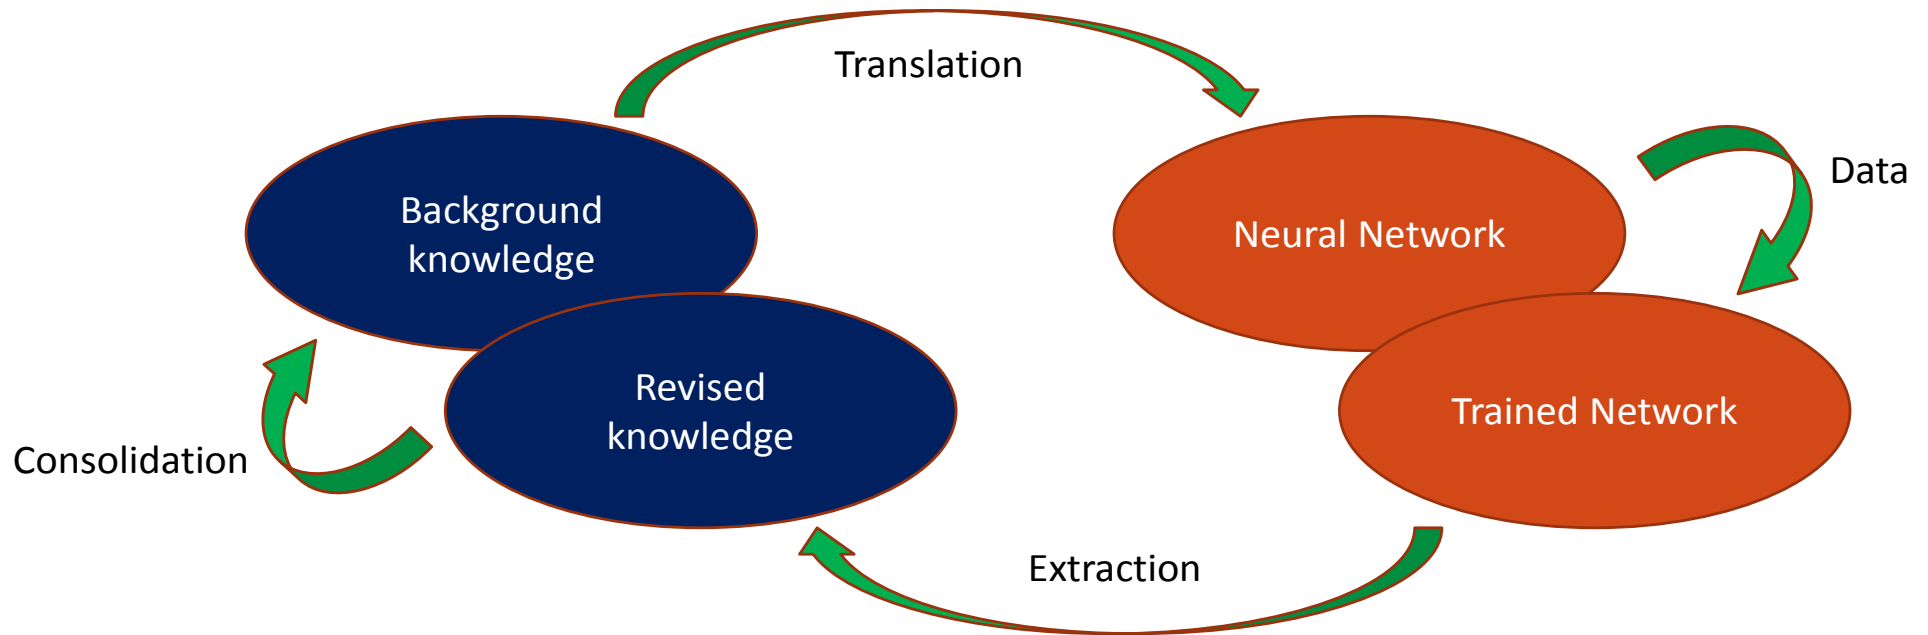 Translation
Data
Background
knowledge
Neural Network
Revised
knowledge
Trained Network
Consolidation
Extraction